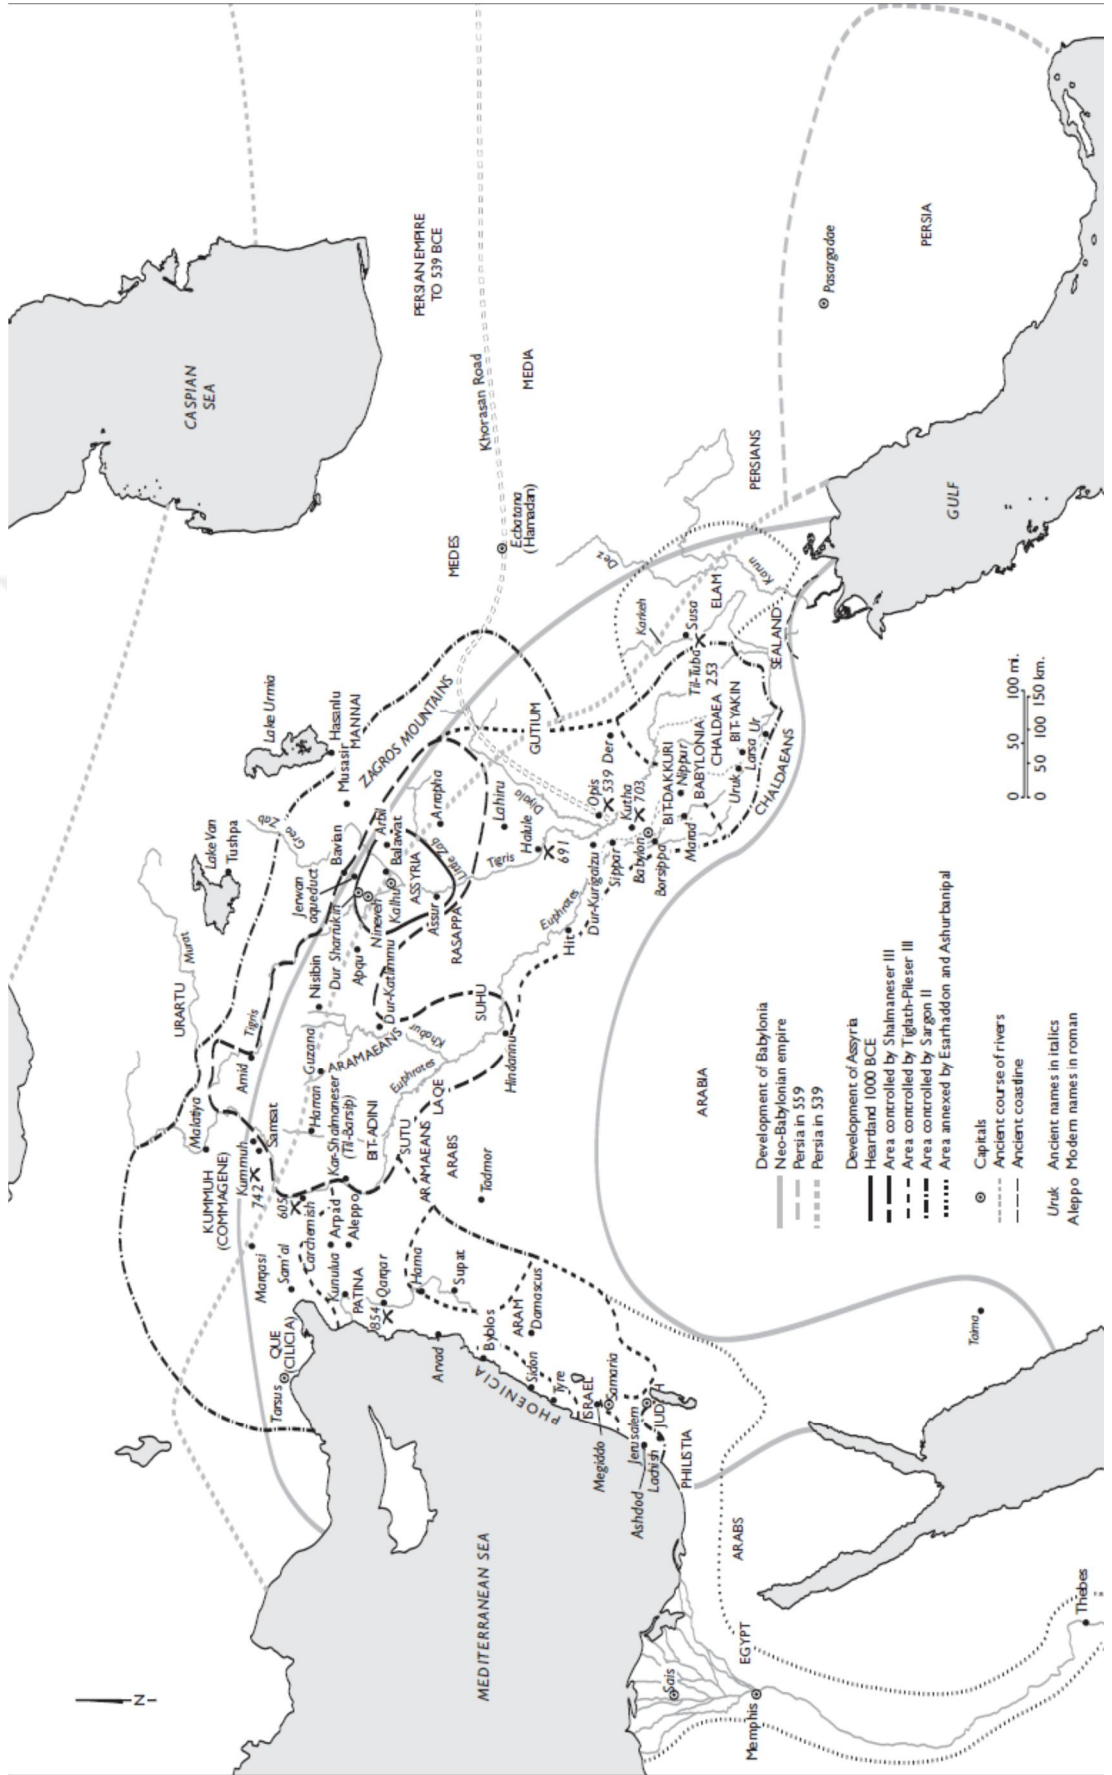 CASPIAN
SEA
PERSIAN EMPIRE
TO 539 BCE
Khorasan Road
MEDIA
PERSIA
Pasargadae
MEDES
Ecbatana
(Hamadan)
PERSIANS
GULF
Lake Urmia
Hasanlu
MANNAI
Musasir
ZAGROS MOUNTAINS
Lake Van
Tushpa
URARTU
Murat
Great Zab
Bavian
Jerwan
aqueduct
Dur Sharrukin
Nineveh
Kalhu
Arbil
Balawat
ASSYRIA
Little Zab
Arrapha
Lahiru
Assur
RASAPPA
Tigris
Halule
691
Diyala
GUTIUM
Apqu
Nisibin
Dur-Katlimmu
Tigris
Amid
Malatiya
KUMMUH
(COMMAGENE)
Kummuh
742
Samsat
Harran
Guzana
ARAMAEANS
Khabur
SUHU
Hindanu
Euphrates
LAQE
SUTU
BIT-ADINI
Kar-Shalmaneser
(Til-Barsib)
605
Carchemish
Arpad
Aleppo
Marqasi
Sam'al
Kunulua
PATINA
Qarqar
854
Hama
Supat
ARAMAEANS
ARABS
Tadmor
QUE
(CILICIA)
Tarsus
Arvad
Byblos
PHOENICIA
Sidon
Tyre
ARAM
Damascus
ISRAEL
Samaria
Megiddo
Jerusalem
JUDAH
Lachish
Ashdod
PHILISTIA
MEDITERRANEAN SEA
Hit
Euphrates
Dur-Kurigalzu
Opis
539
Der
Sippar
Kutha
703
Babylon
Borsippa
BIT-DAKKURI
Nippur
Marad
BABYLONIA
CHALDAEA
BIT-YAKIN
Uruk
Larsa
Ur
CHALDAEANS
SEALAND
Til-Tuba
253
Susa
ELAM
Karkeh
Dez
Karun
ARABIA
Taima
ARABS
EGYPT
Sais
Memphis
Thebes
N
0 50 100 mi.
0 50 100 150 km.
Development of Babylonia
Neo-Babylonian empire
Persia in 559
Persia in 539
Development of Assyria
Heartland 1000 BCE
Area controlled by Shalmaneser III
Area controlled by Tiglath-Pileser III
Area controlled by Sargon II
Area annexed by Esarhaddon and Ashurbanipal
Capitals
Ancient course of rivers
Ancient coastline
Uruk Ancient names in italics
Aleppo Modern names in roman